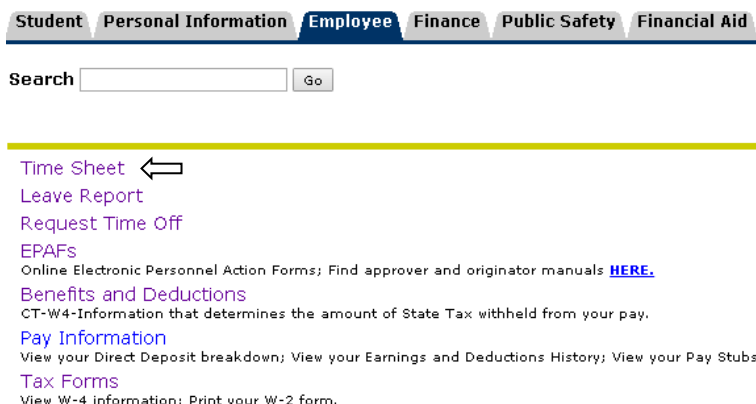 Student Personal Information Employee Finance Public Safety Financial Aid
Search Go
Time Sheet
Leave Report
Request Time Off
EPAFs
Online Electronic Personnel Action Forms; Find approver and originator manuals HERE.
Benefits and Deductions
CT-W4-Information that determines the amount of State Tax withheld from your pay.
Pay Information
View your Direct Deposit breakdown; View your Earnings and Deductions History; View your Pay Stubs
Tax Forms
View W-4 information; Print your W-2 form.